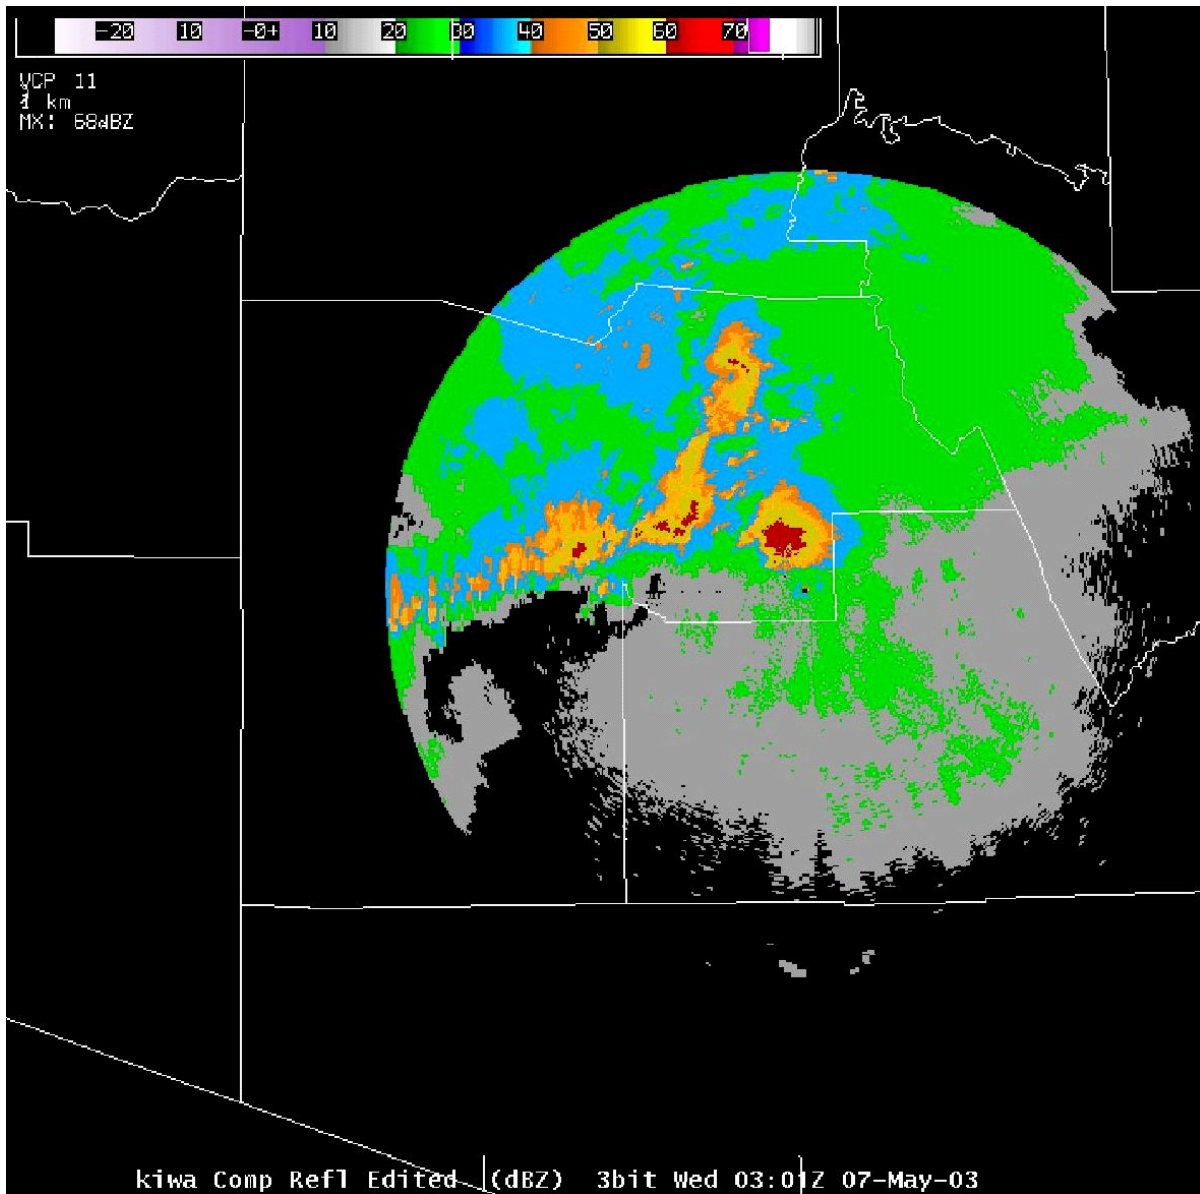 -20 10 -0+ 10 20 30 40 50 60 70
VCP 11
1 km
MX: 68dBZ
kiwa Comp Refl Edited (dBZ) 3bit Wed 03:01Z 07-May-03